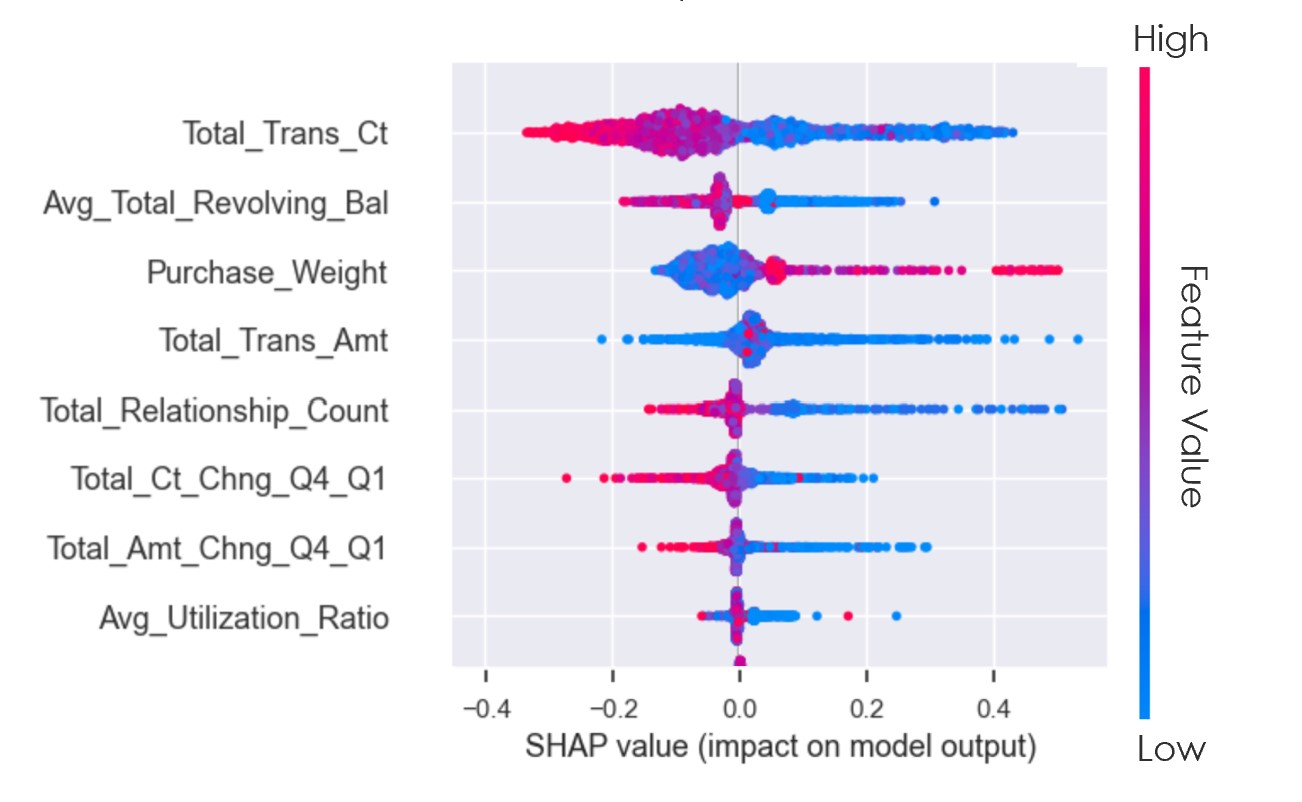 High
Total_Trans_Ct
Avg_Total_Revolving_Bal
Purchase_Weight
Total_Trans_Amt
Total_Relationship_Count
Total_Ct_Chng_Q4_Q1
Total_Amt_Chng_Q4_Q1
Avg_Utilization_Ratio
Feature Value
−0.4 −0.2 0.0 0.2 0.4
SHAP value (impact on model output)
Low